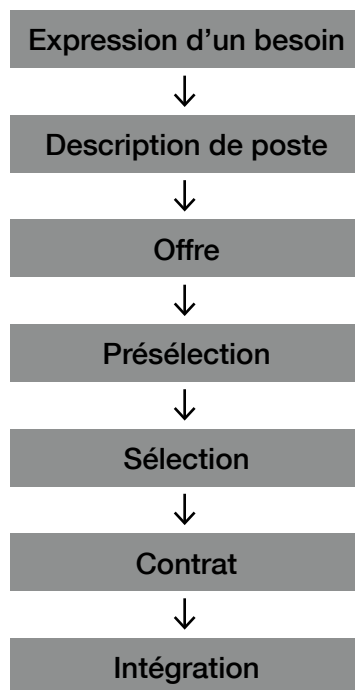 Expression d’un besoin
Description de poste
Offre
Présélection
Sélection
Contrat
Intégration